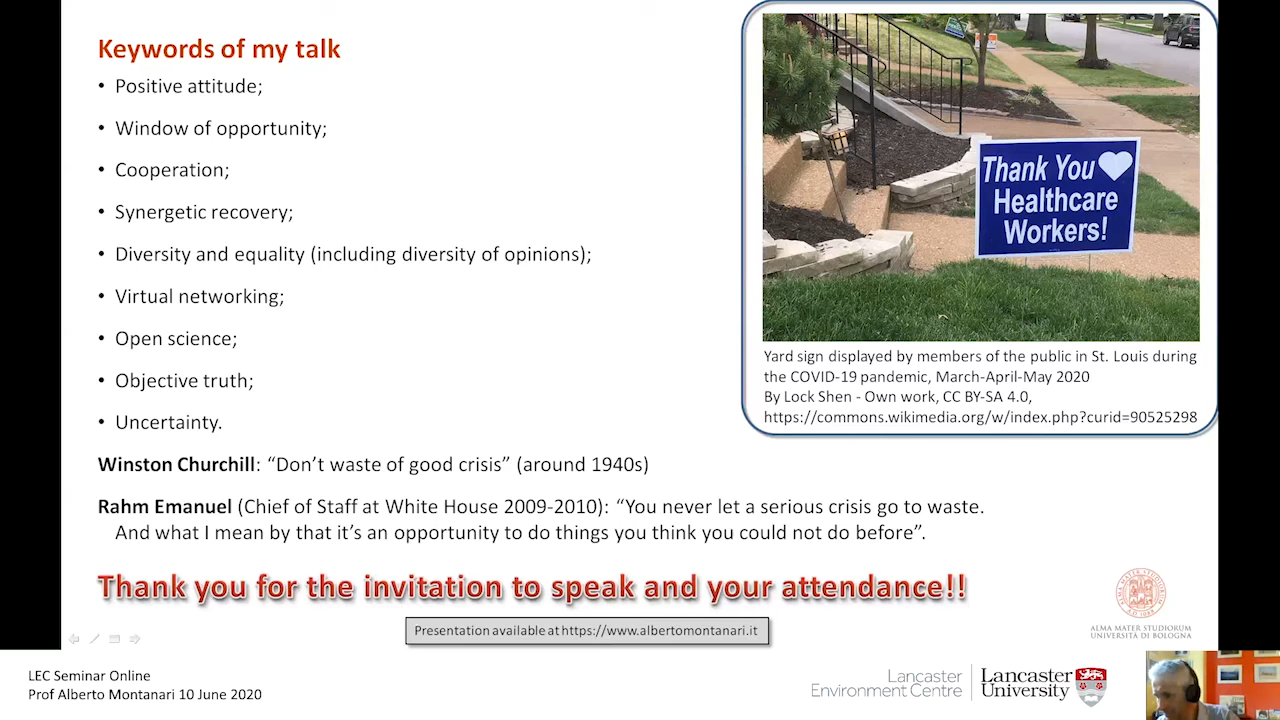 Keywords of my talk
• Positive attitude;
• Window of opportunity;
• Cooperation;
• Synergetic recovery;
• Diversity and equality (including diversity of opinions);
• Virtual networking;
• Open science;
• Objective truth;
• Uncertainty.
Winston Churchill: “Don’t waste of good crisis” (around 1940s)
Rahm Emanuel (Chief of Staff at White House 2009-2010): “You never let a serious crisis go to waste.
And what I mean by that it’s an opportunity to do things you think you could not do before”.
Thank you for the invitation to speak and your attendance!!
Presentation available at https://www.albertomontanari.it
Thank You
Healthcare
Workers!
Yard sign displayed by members of the public in St. Louis during
the COVID-19 pandemic, March-April-May 2020
By Lock Shen - Own work, CC BY-SA 4.0,
https://commons.wikimedia.org/w/index.php?curid=90525298
ALMA MATER STUDIORUM
UNIVERSITÀ DI BOLOGNA
LEC Seminar Online
Prof Alberto Montanari 10 June 2020
Lancaster
Environment Centre
Lancaster
University